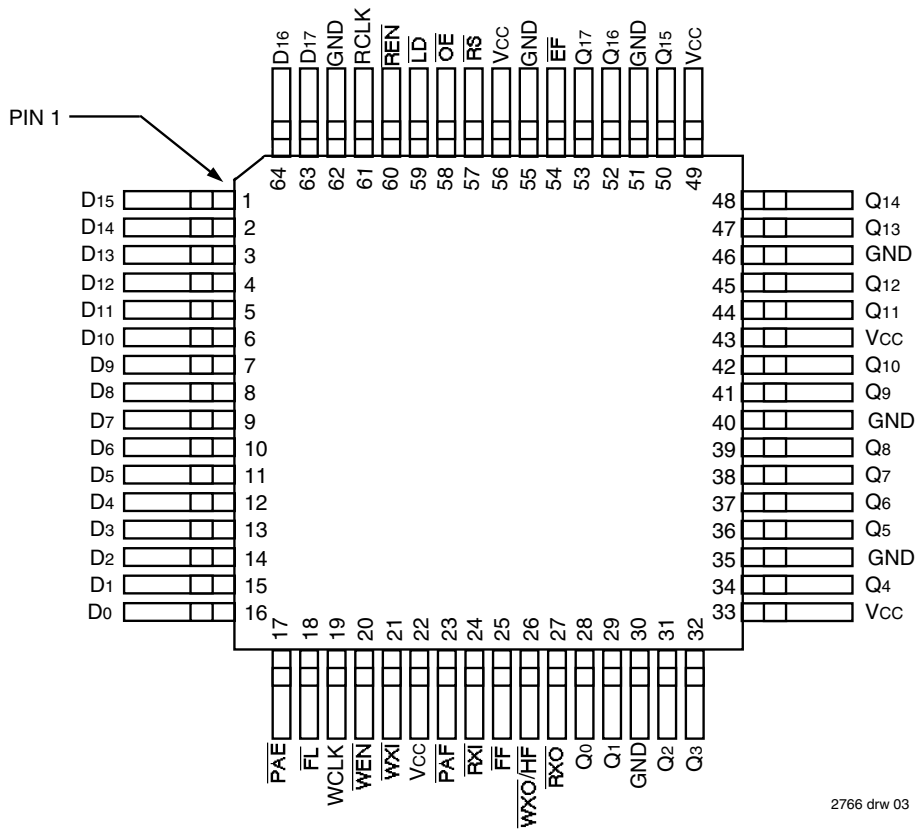 D16 D17 GND RCLK REN LD OE RS VCC GND EF Q17 Q16 GND Q15 VCC
PIN 1
64 63 62 61 60 59 58 57 56 55 54 53 52 51 50 49
D15 1 48 Q14
D14 2 47 Q13
D13 3 46 GND
D12 4 45 Q12
D11 5 44 Q11
D10 6 43 VCC
D9 7 42 Q10
D8 8 41 Q9
D7 9 40 GND
D6 10 39 Q8
D5 11 38 Q7
D4 12 37 Q6
D3 13 36 Q5
D2 14 35 GND
D1 15 34 Q4
D0 16 33 VCC
17 18 19 20 21 22 23 24 25 26 27 28 29 30 31 32
PAE FL WCLK WEN WXI VCC PAF RXI FF WXO/HF RXO Q0 Q1 GND Q2 Q3
2766 drw 03